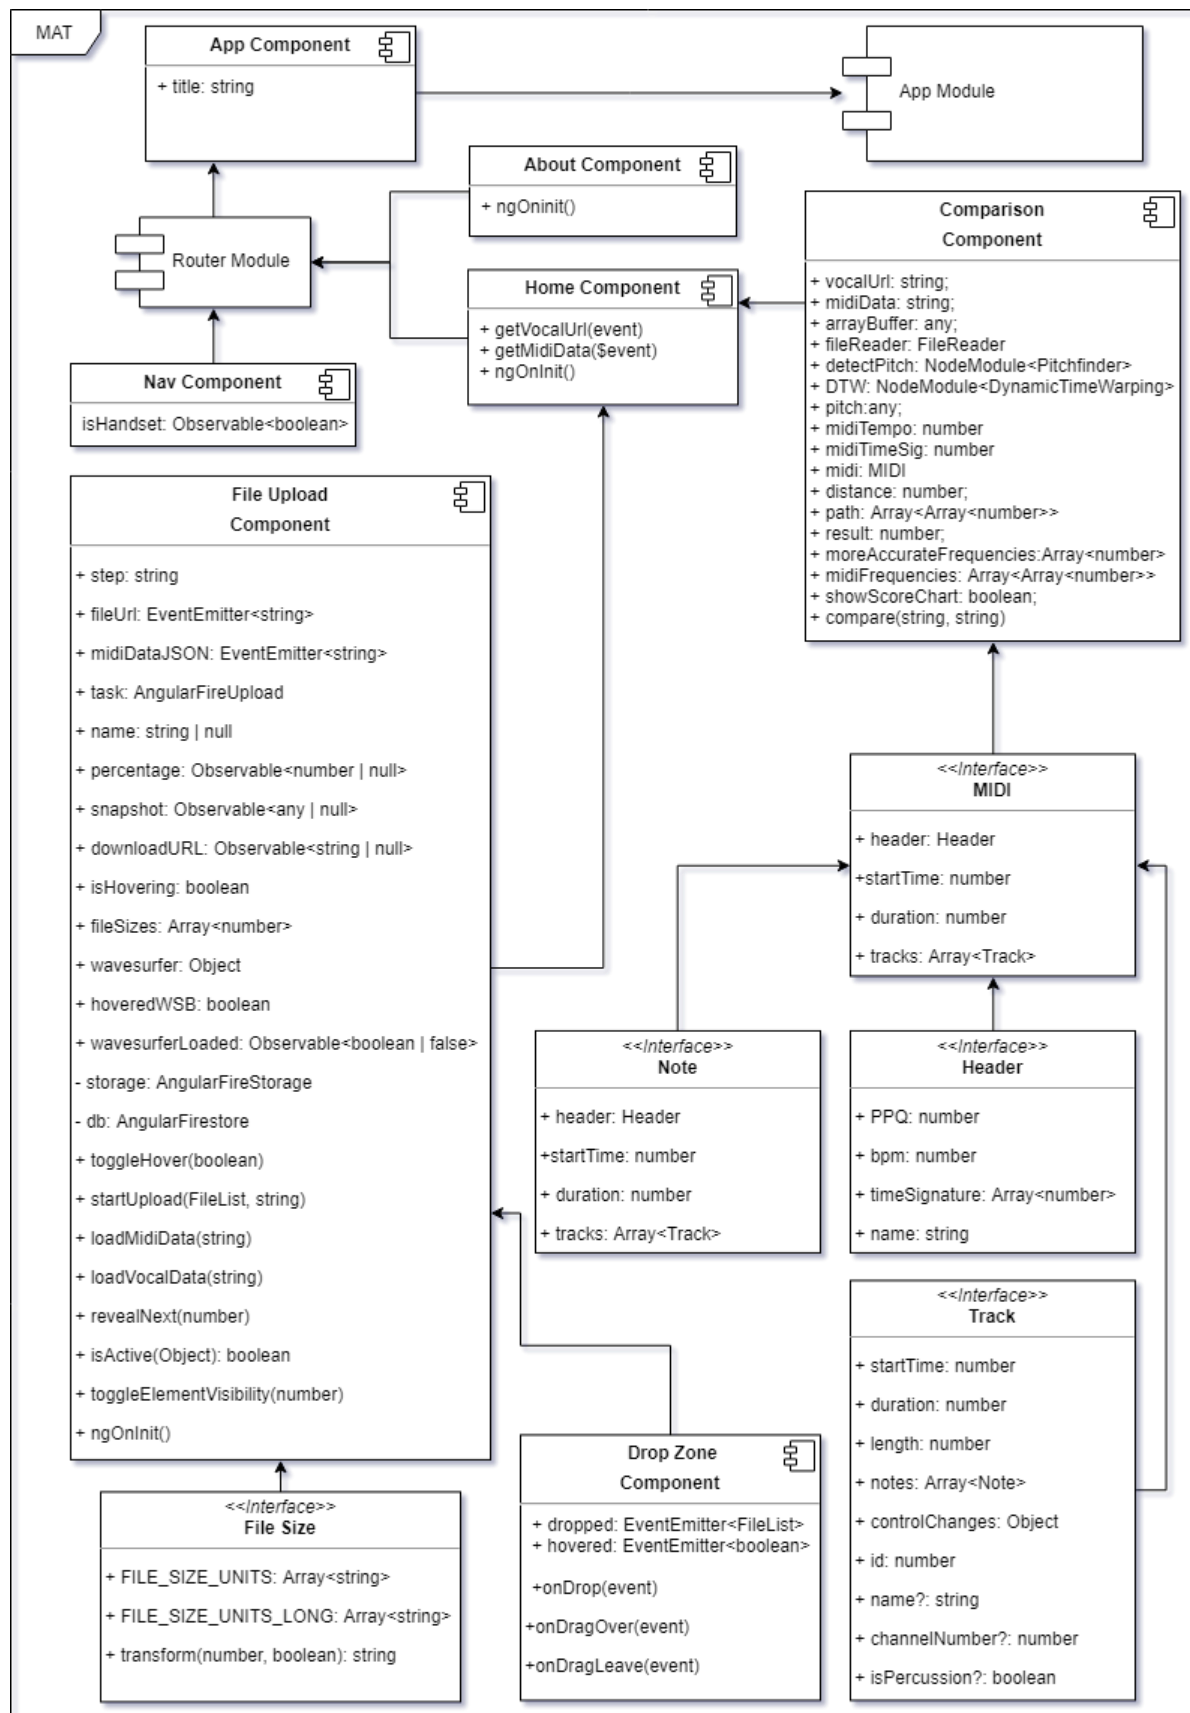 MAT
App Component
+ title: string
App Module
About Component
+ ngOninit()
Router Module
Comparison
Component
+ vocalUrl: string;
+ midiData: string;
+ arrayBuffer: any;
+ fileReader: FileReader
+ detectPitch: NodeModule<Pitchfinder>
+ DTW: NodeModule<DynamicTimeWarping>
+ pitch:any;
+ midiTempo: number
+ midiTimeSig: number
+ midi: MIDI
+ distance: number;
+ path: Array<Array<number>>
+ result: number;
+ moreAccurateFrequencies:Array<number>
+ midiFrequencies: Array<Array<number>>
+ showScoreChart: boolean;
+ compare(string, string)
Home Component
+ getVocalUrl(event)
+ getMidiData($event)
+ ngOnInit()
Nav Component
isHandset: Observable<boolean>
File Upload
Component
+ step: string
+ fileUrl: EventEmitter<string>
+ midiDataJSON: EventEmitter<string>
+ task: AngularFireUpload
+ name: string | null
+ percentage: Observable<number | null>
+ snapshot: Observable<any | null>
+ downloadURL: Observable<string | null>
+ isHovering: boolean
+ fileSizes: Array<number>
+ wavesurfer: Object
+ hoveredWSB: boolean
+ wavesurferLoaded: Observable<boolean | false>
- storage: AngularFireStorage
- db: AngularFirestore
+ toggleHover(boolean)
+ startUpload(FileList, string)
+ loadMidiData(string)
+ loadVocalData(string)
+ revealNext(number)
+ isActive(Object): boolean
+ toggleElementVisibility(number)
+ ngOnInit()
<<Interface>>
MIDI
+ header: Header
+startTime: number
+ duration: number
+ tracks: Array<Track>
<<Interface>>
Note
+ header: Header
+startTime: number
+ duration: number
+ tracks: Array<Track>
<<Interface>>
Header
+ PPQ: number
+ bpm: number
+ timeSignature: Array<number>
+ name: string
<<Interface>>
Track
+ startTime: number
+ duration: number
+ length: number
+ notes: Array<Note>
+ controlChanges: Object
+ id: number
+ name?: string
+ channelNumber?: number
+ isPercussion?: boolean
Drop Zone
Component
+ dropped: EventEmitter<FileList>
+ hovered: EventEmitter<boolean>
+onDrop(event)
+onDragOver(event)
+onDragLeave(event)
<<Interface>>
File Size
+ FILE_SIZE_UNITS: Array<string>
+ FILE_SIZE_UNITS_LONG: Array<string>
+ transform(number, boolean): string